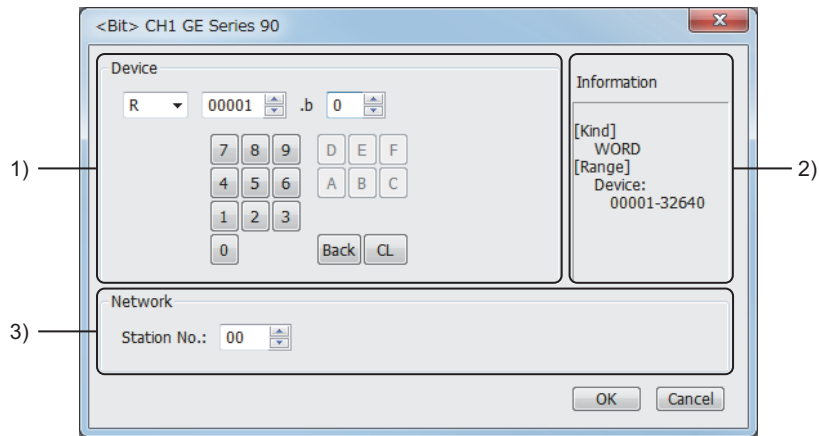 <Bit> CH1 GE Series 90
x
Device
R 00001 .b 0
7 8 9 D E F
4 5 6 A B C
1 2 3
0 Back CL
Information
[Kind]
WORD
[Range]
Device:
00001-32640
1)
2)
Network
Station No.: 00
3)
OK Cancel